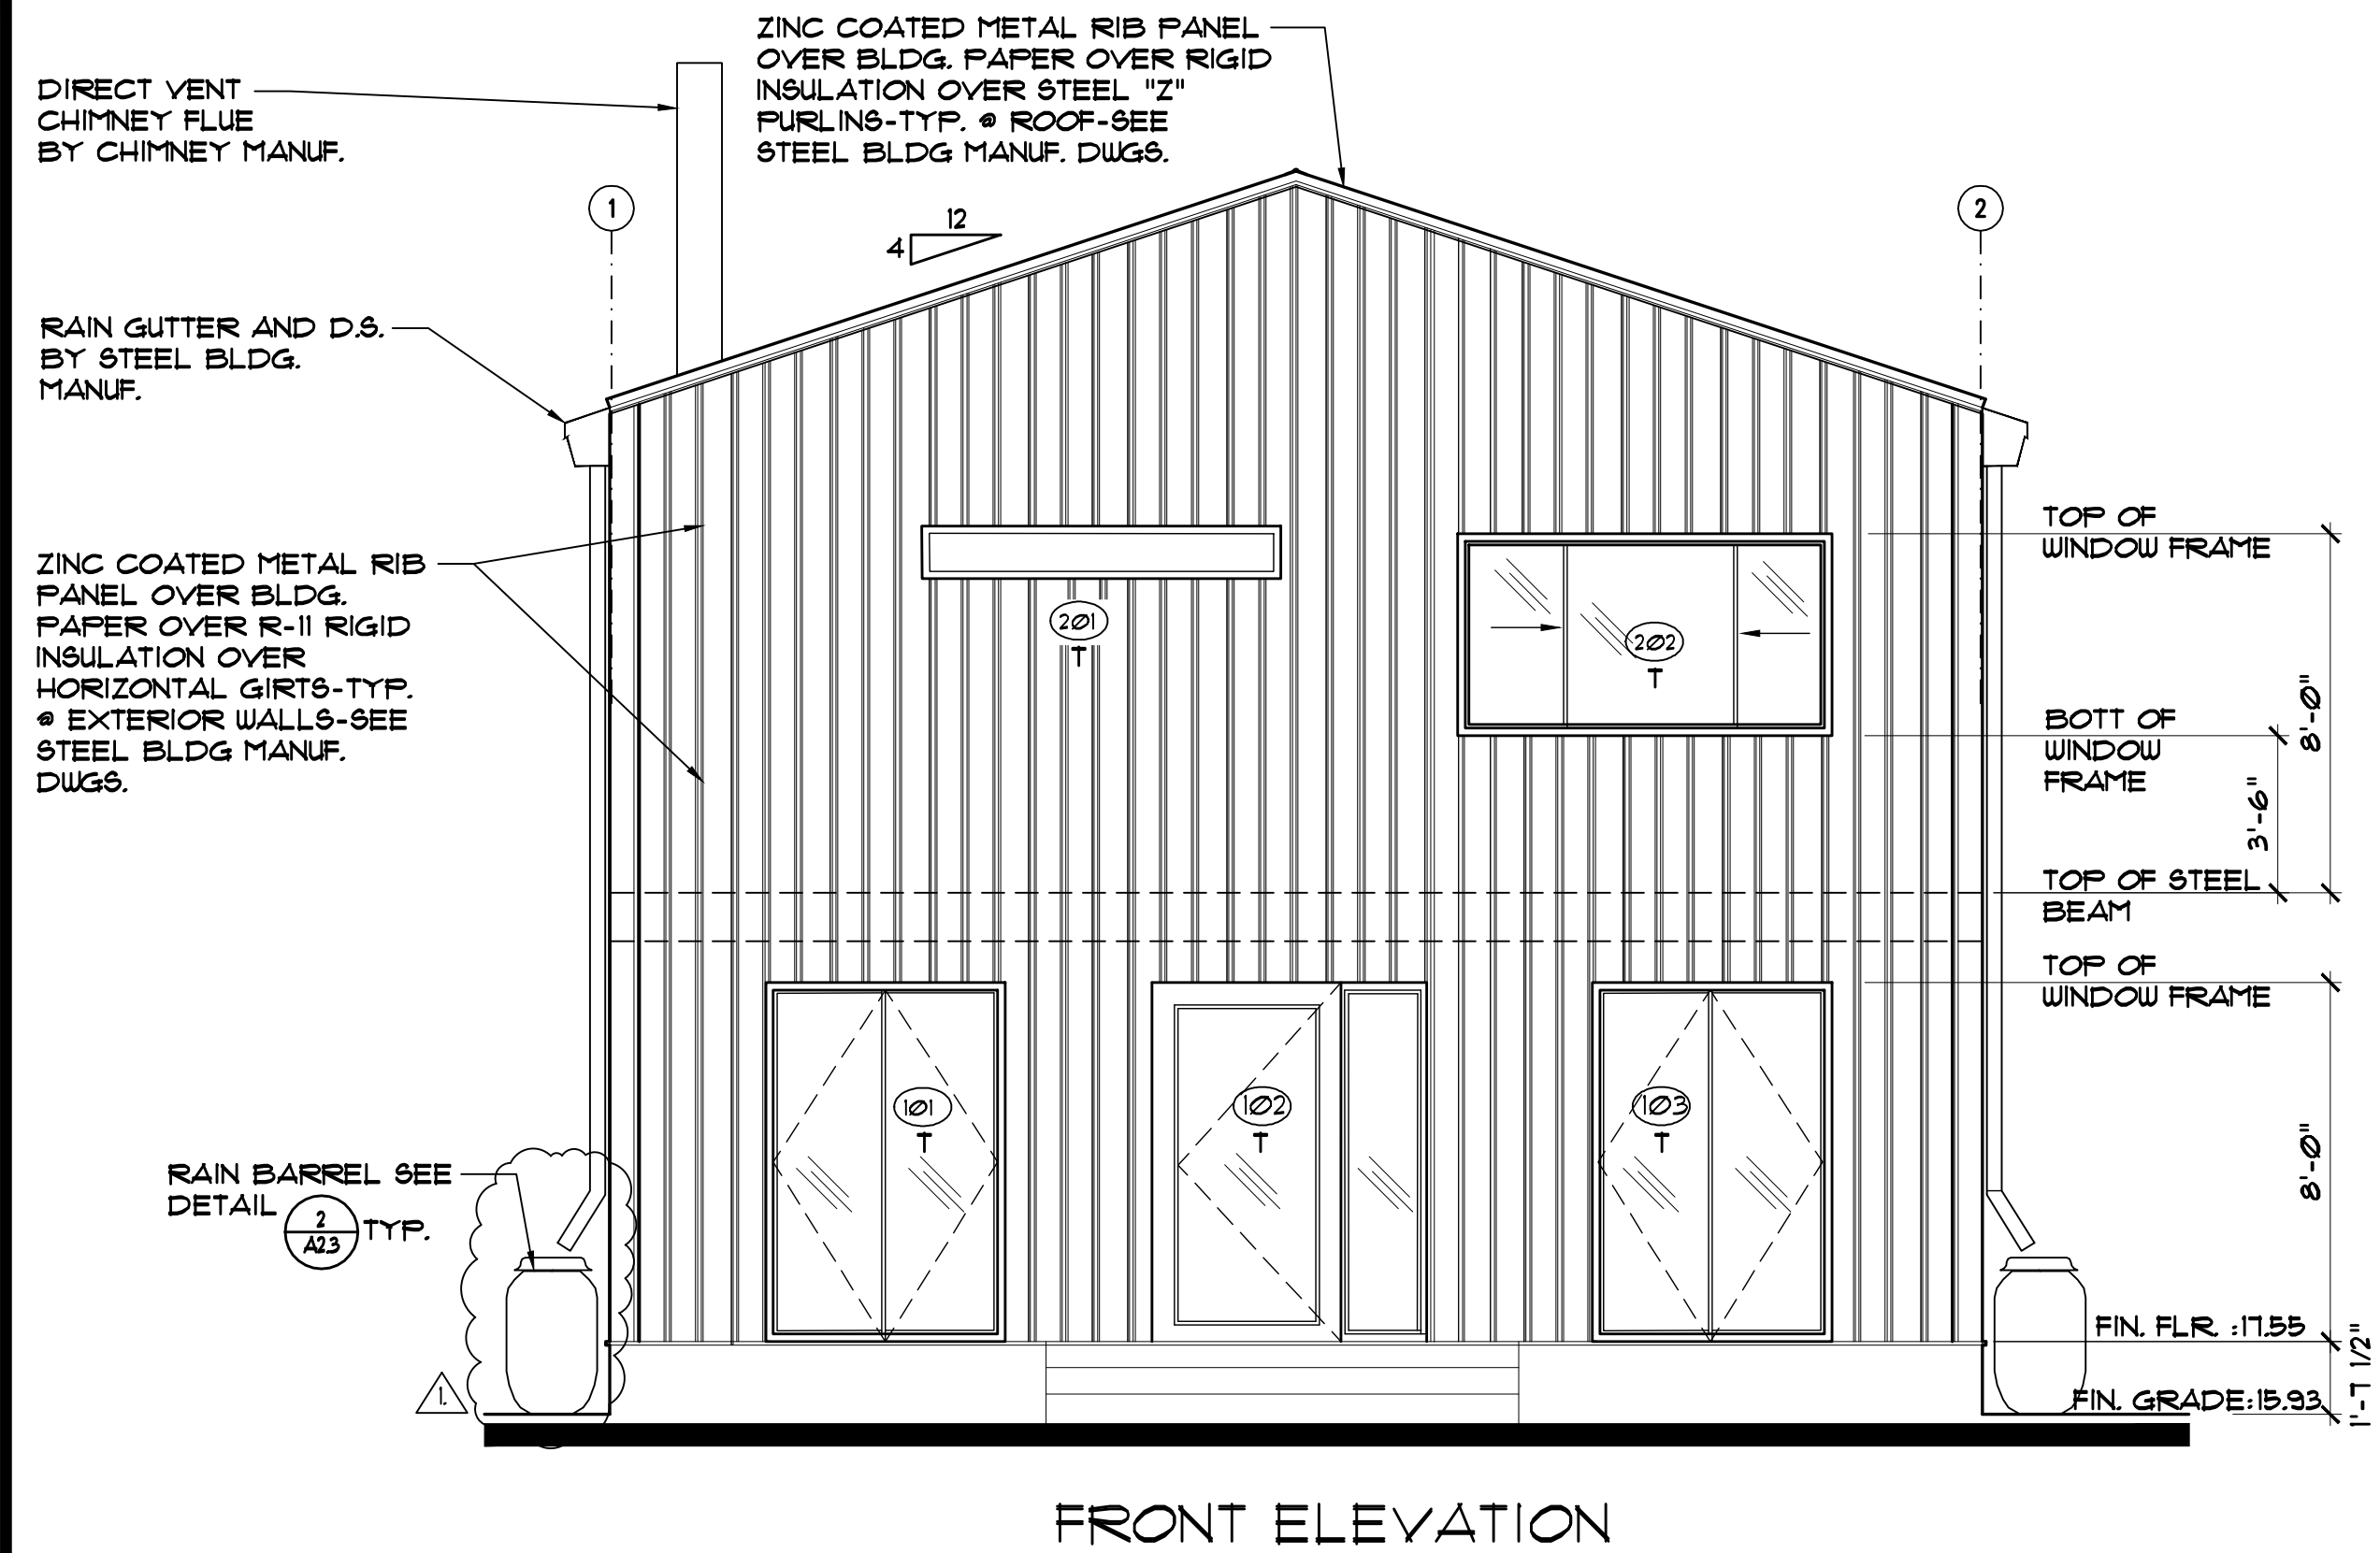 ZINC COATED METAL RIB PANEL
OVER BLDG. PAPER OVER RIGID
INSULATION OVER STEEL "Z"
PURLINS-TYP. @ ROOF-SEE
STEEL BLDG MANUF. DWGS.
DIRECT VENT
CHIMNEY FLUE
BY CHIMNEY MANUF.
1
2
12
4
RAIN GUTTER AND D.S.
BY STEEL BLDG.
MANUF.
ZINC COATED METAL RIB
PANEL OVER BLDG.
PAPER OVER R-11 RIGID
INSULATION OVER
HORIZONTAL GIRTS-TYP.
@ EXTERIOR WALLS-SEE
STEEL BLDG MANUF.
DWGS.
201
T
202
T
TOP OF
WINDOW FRAME
BOTT OF
WINDOW
FRAME
8'-0"
3'-6"
TOP OF STEEL
BEAM
TOP OF
WINDOW FRAME
101
T
102
T
103
T
8'-0"
RAIN BARREL SEE
DETAIL
2
A2.3
TYP.
1.
FIN. FLR. :17.55
FIN. GRADE:15.93
1'-7 1/2"
FRONT ELEVATION